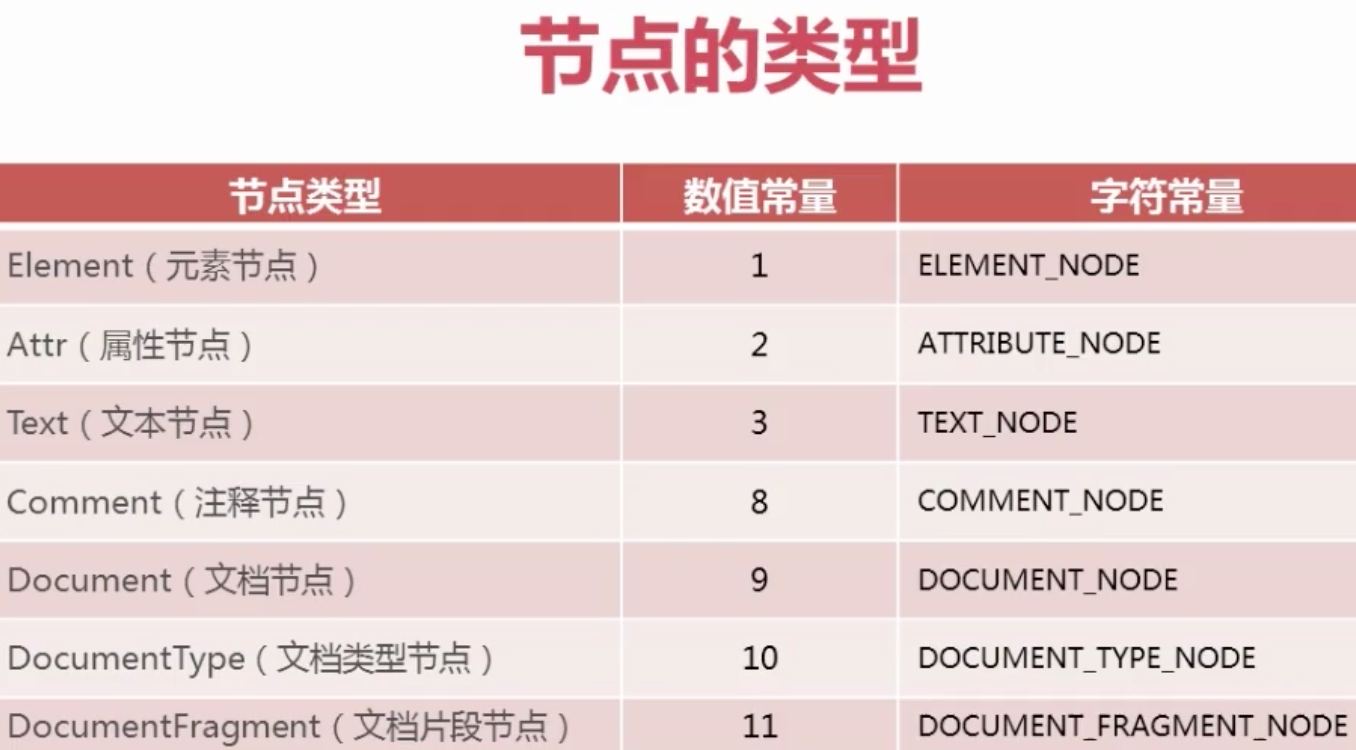 节点的类型
节点类型 数值常量 字符常量
Element（元素节点） 1 ELEMENT_NODE
Attr（属性节点） 2 ATTRIBUTE_NODE
Text（文本节点） 3 TEXT_NODE
Comment（注释节点） 8 COMMENT_NODE
Document（文档节点） 9 DOCUMENT_NODE
DocumentType（文档类型节点） 10 DOCUMENT_TYPE_NODE
DocumentFragment（文档片段节点） 11 DOCUMENT_FRAGMENT_NODE